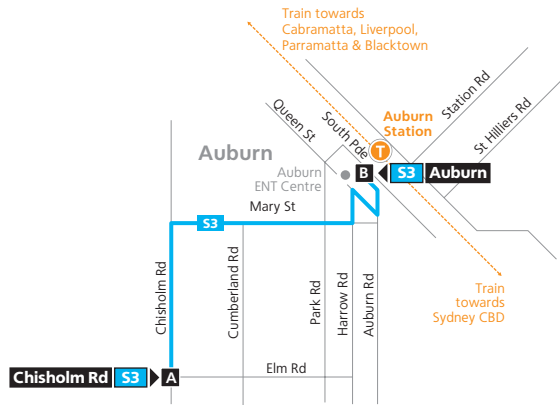 Train towards
Cabramatta, Liverpool,
Parramatta & Blacktown
Station Rd
St Hilliers Rd
Queen St
South Pde
Auburn
Station
T
Auburn
Auburn
ENT Centre
B
S3 Auburn
Mary St
S3
Chisholm Rd
Cumberland Rd
Park Rd
Harrow Rd
Auburn Rd
Train
towards
Sydney CBD
Elm Rd
Chisholm Rd S3 A